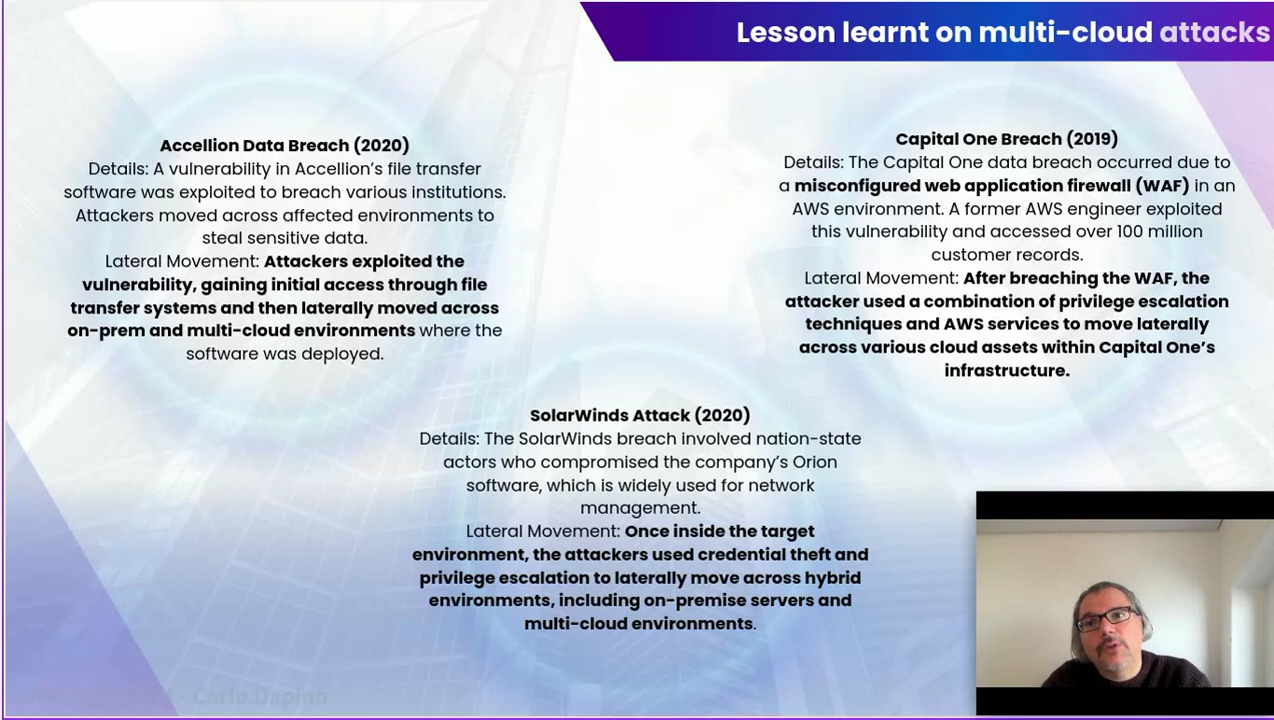 Lesson learnt on multi-cloud attacks
Accellion Data Breach (2020)
Details: A vulnerability in Accellion's file transfer
software was exploited to breach various institutions.
Attackers moved across affected environments to
steal sensitive data.
Lateral Movement: Attackers exploited the
vulnerability, gaining initial access through file
transfer systems and then laterally moved across
on-prem and multi-cloud environments where the
software was deployed.
Capital One Breach (2019)
Details: The Capital One data breach occurred due to
a misconfigured web application firewall (WAF) in an
AWS environment. A former AWS engineer exploited
this vulnerability and accessed over 100 million
customer records.
Lateral Movement: After breaching the WAF, the
attacker used a combination of privilege escalation
techniques and AWS services to move laterally
across various cloud assets within Capital One's
infrastructure.
SolarWinds Attack (2020)
Details: The SolarWinds breach involved nation-state
actors who compromised the company's Orion
software, which is widely used for network
management.
Lateral Movement: Once inside the target
environment, the attackers used credential theft and
privilege escalation to laterally move across hybrid
environments, including on-premise servers and
multi-cloud environments.